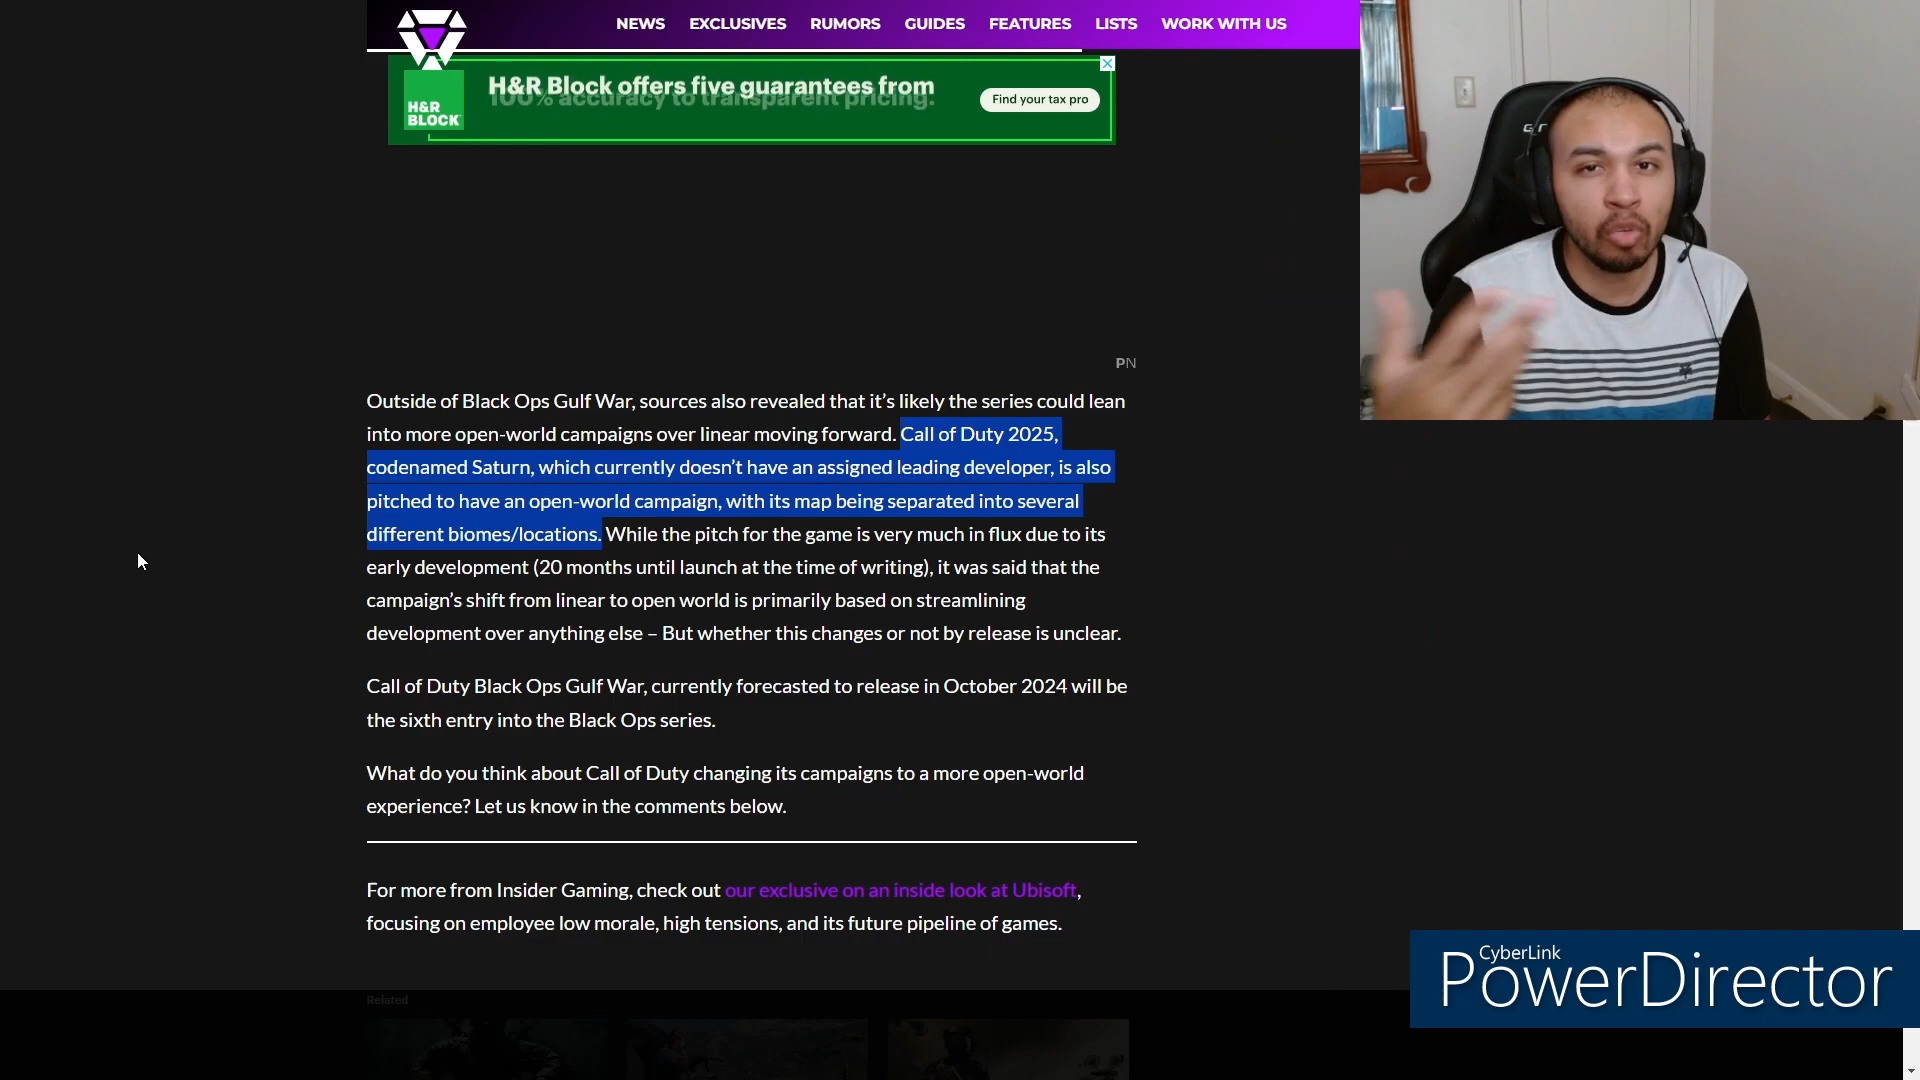 NEWS EXCLUSIVES RUMORS GUIDES FEATURES LISTS WORK WITH US
H&R Block offers five guarantees from
100% accuracy to transparent pricing.
H&R
BLOCK
Find your tax pro
PN
Outside of Black Ops Gulf War, sources also revealed that it’s likely the series could lean
into more open-world campaigns over linear moving forward. Call of Duty 2025,
codenamed Saturn, which currently doesn’t have an assigned leading developer, is also
pitched to have an open-world campaign, with its map being separated into several
different biomes/locations. While the pitch for the game is very much in flux due to its
early development (20 months until launch at the time of writing), it was said that the
campaign’s shift from linear to open world is primarily based on streamlining
development over anything else – But whether this changes or not by release is unclear.
Call of Duty Black Ops Gulf War, currently forecasted to release in October 2024 will be
the sixth entry into the Black Ops series.
What do you think about Call of Duty changing its campaigns to a more open-world
experience? Let us know in the comments below.
For more from Insider Gaming, check out our exclusive on an inside look at Ubisoft,
focusing on employee low morale, high tensions, and its future pipeline of games.
Related
CyberLink
PowerDirector